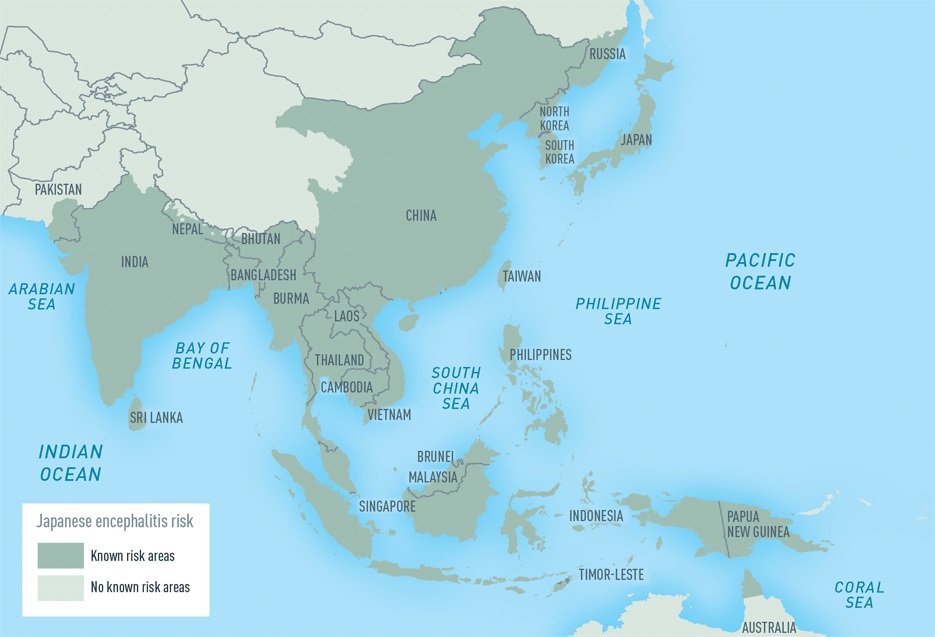 RUSSIA
NORTH
KOREA
SOUTH
KOREA
JAPAN
PAKISTAN
NEPAL
BHUTAN
CHINA
INDIA
BANGLADESH
BURMA
TAIWAN
PACIFIC
OCEAN
ARABIAN
SEA
PHILIPPINE
SEA
LAOS
BAY OF
BENGAL
THAILAND
PHILIPPINES
CAMBODIA
SOUTH
CHINA
SEA
VIETNAM
SRI LANKA
INDIAN
OCEAN
BRUNEI
MALAYSIA
SINGAPORE
INDONESIA
PAPUA
NEW GUINEA
TIMOR-LESTE
CORAL
SEA
AUSTRALIA
Japanese encephalitis risk
Known risk areas
No known risk areas